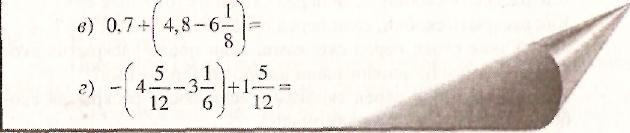 в) 0,7+(4,8−6 1/8)=
г) −(4 5/12−3 1/6)+1 5/12=